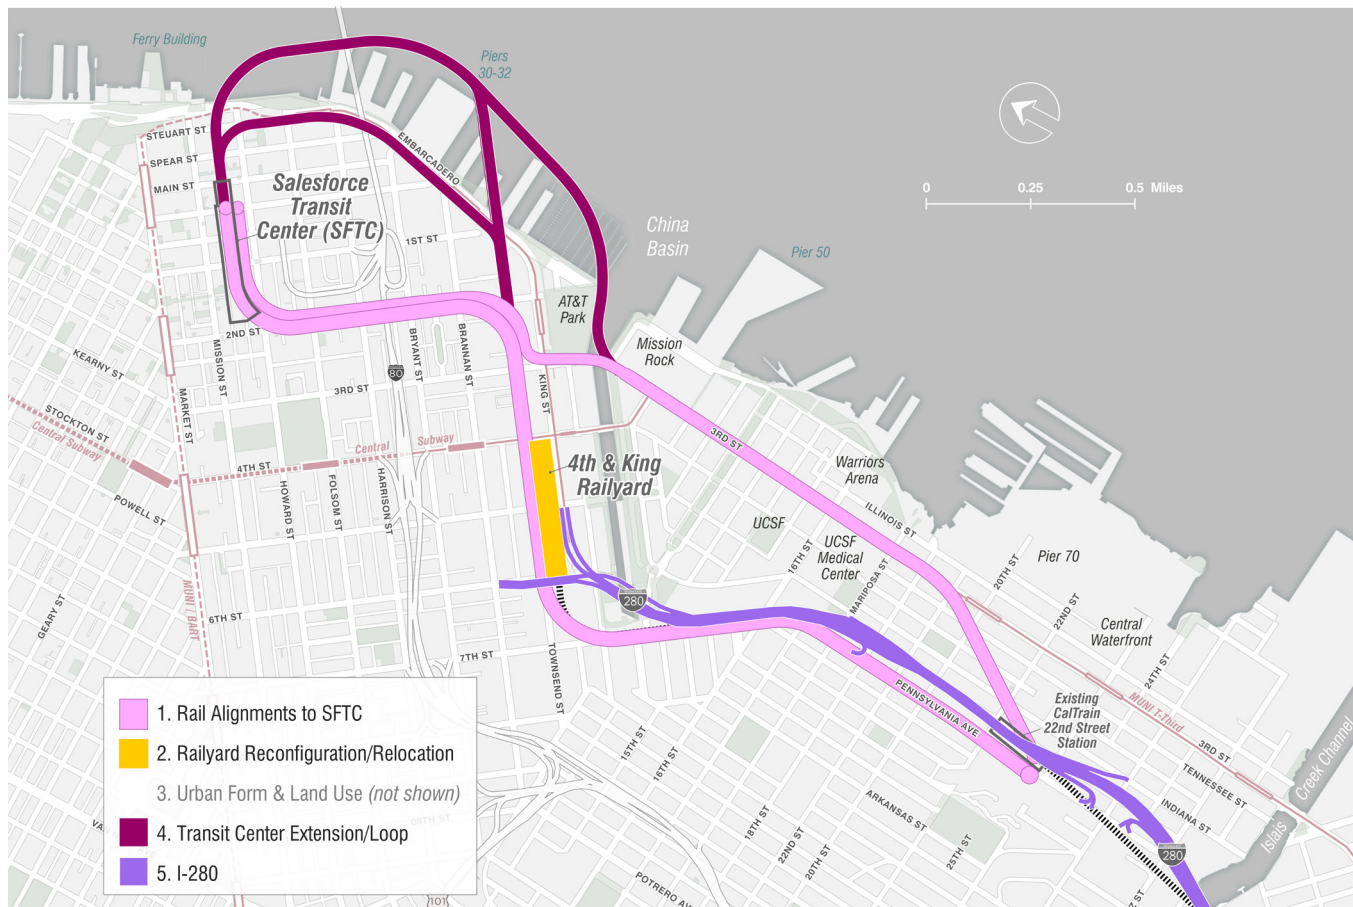 Ferry Building
Piers
30-32
STEUART ST
SPEAR ST
MAIN ST
EMBARCADERO
Salesforce
Transit
Center (SFTC)
1ST ST
0 0.25 0.5 Miles
China
Basin
Pier 50
AT&T
Park
Mission
Rock
2ND ST
MISSION ST
3RD ST
80
BRYANT ST
BRANNAN ST
KING ST
KEARNY ST
STOCKTON ST
Central Subway
MARKET ST
Central Subway
4TH ST
POWELL ST
HOWARD ST
FOLSOM ST
HARRISON ST
4th & King
Railyard
3RD ST
Warriors
Arena
ILLINOIS ST
UCSF
UCSF
Medical
Center
16TH ST
MARIPOSA ST
20TH ST
Pier 70
22ND ST
Central
Waterfront
24TH ST
GEARY ST
MUNI / BART
6TH ST
7TH ST
280
TOWNSEND ST
PENNSYLVANIA AVE
Existing
CalTrain
22nd Street
Station
MUNI T-Third
3RD ST
TENNESSEE ST
INDIANA ST
Creek Channel
Islais
280
15TH ST
16TH ST
18TH ST
22ND ST
20TH ST
ARKANSAS ST
25TH ST
POTRERO AV
101
1. Rail Alignments to SFTC
2. Railyard Reconfiguration/Relocation
3. Urban Form & Land Use (not shown)
4. Transit Center Extension/Loop
5. I-280